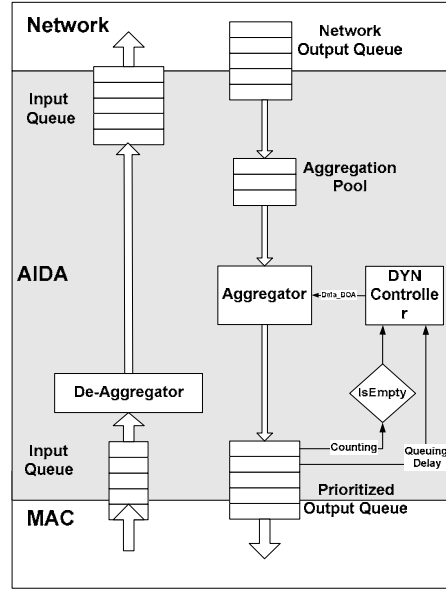 Network
Network
Output Queue
Input
Queue
Aggregation
Pool
AIDA
Aggregator
DYN
Controlle
r
De-Aggregator
IsEmpty
Input
Queue
Counting
Queuing
Delay
Prioritized
Output Queue
MAC